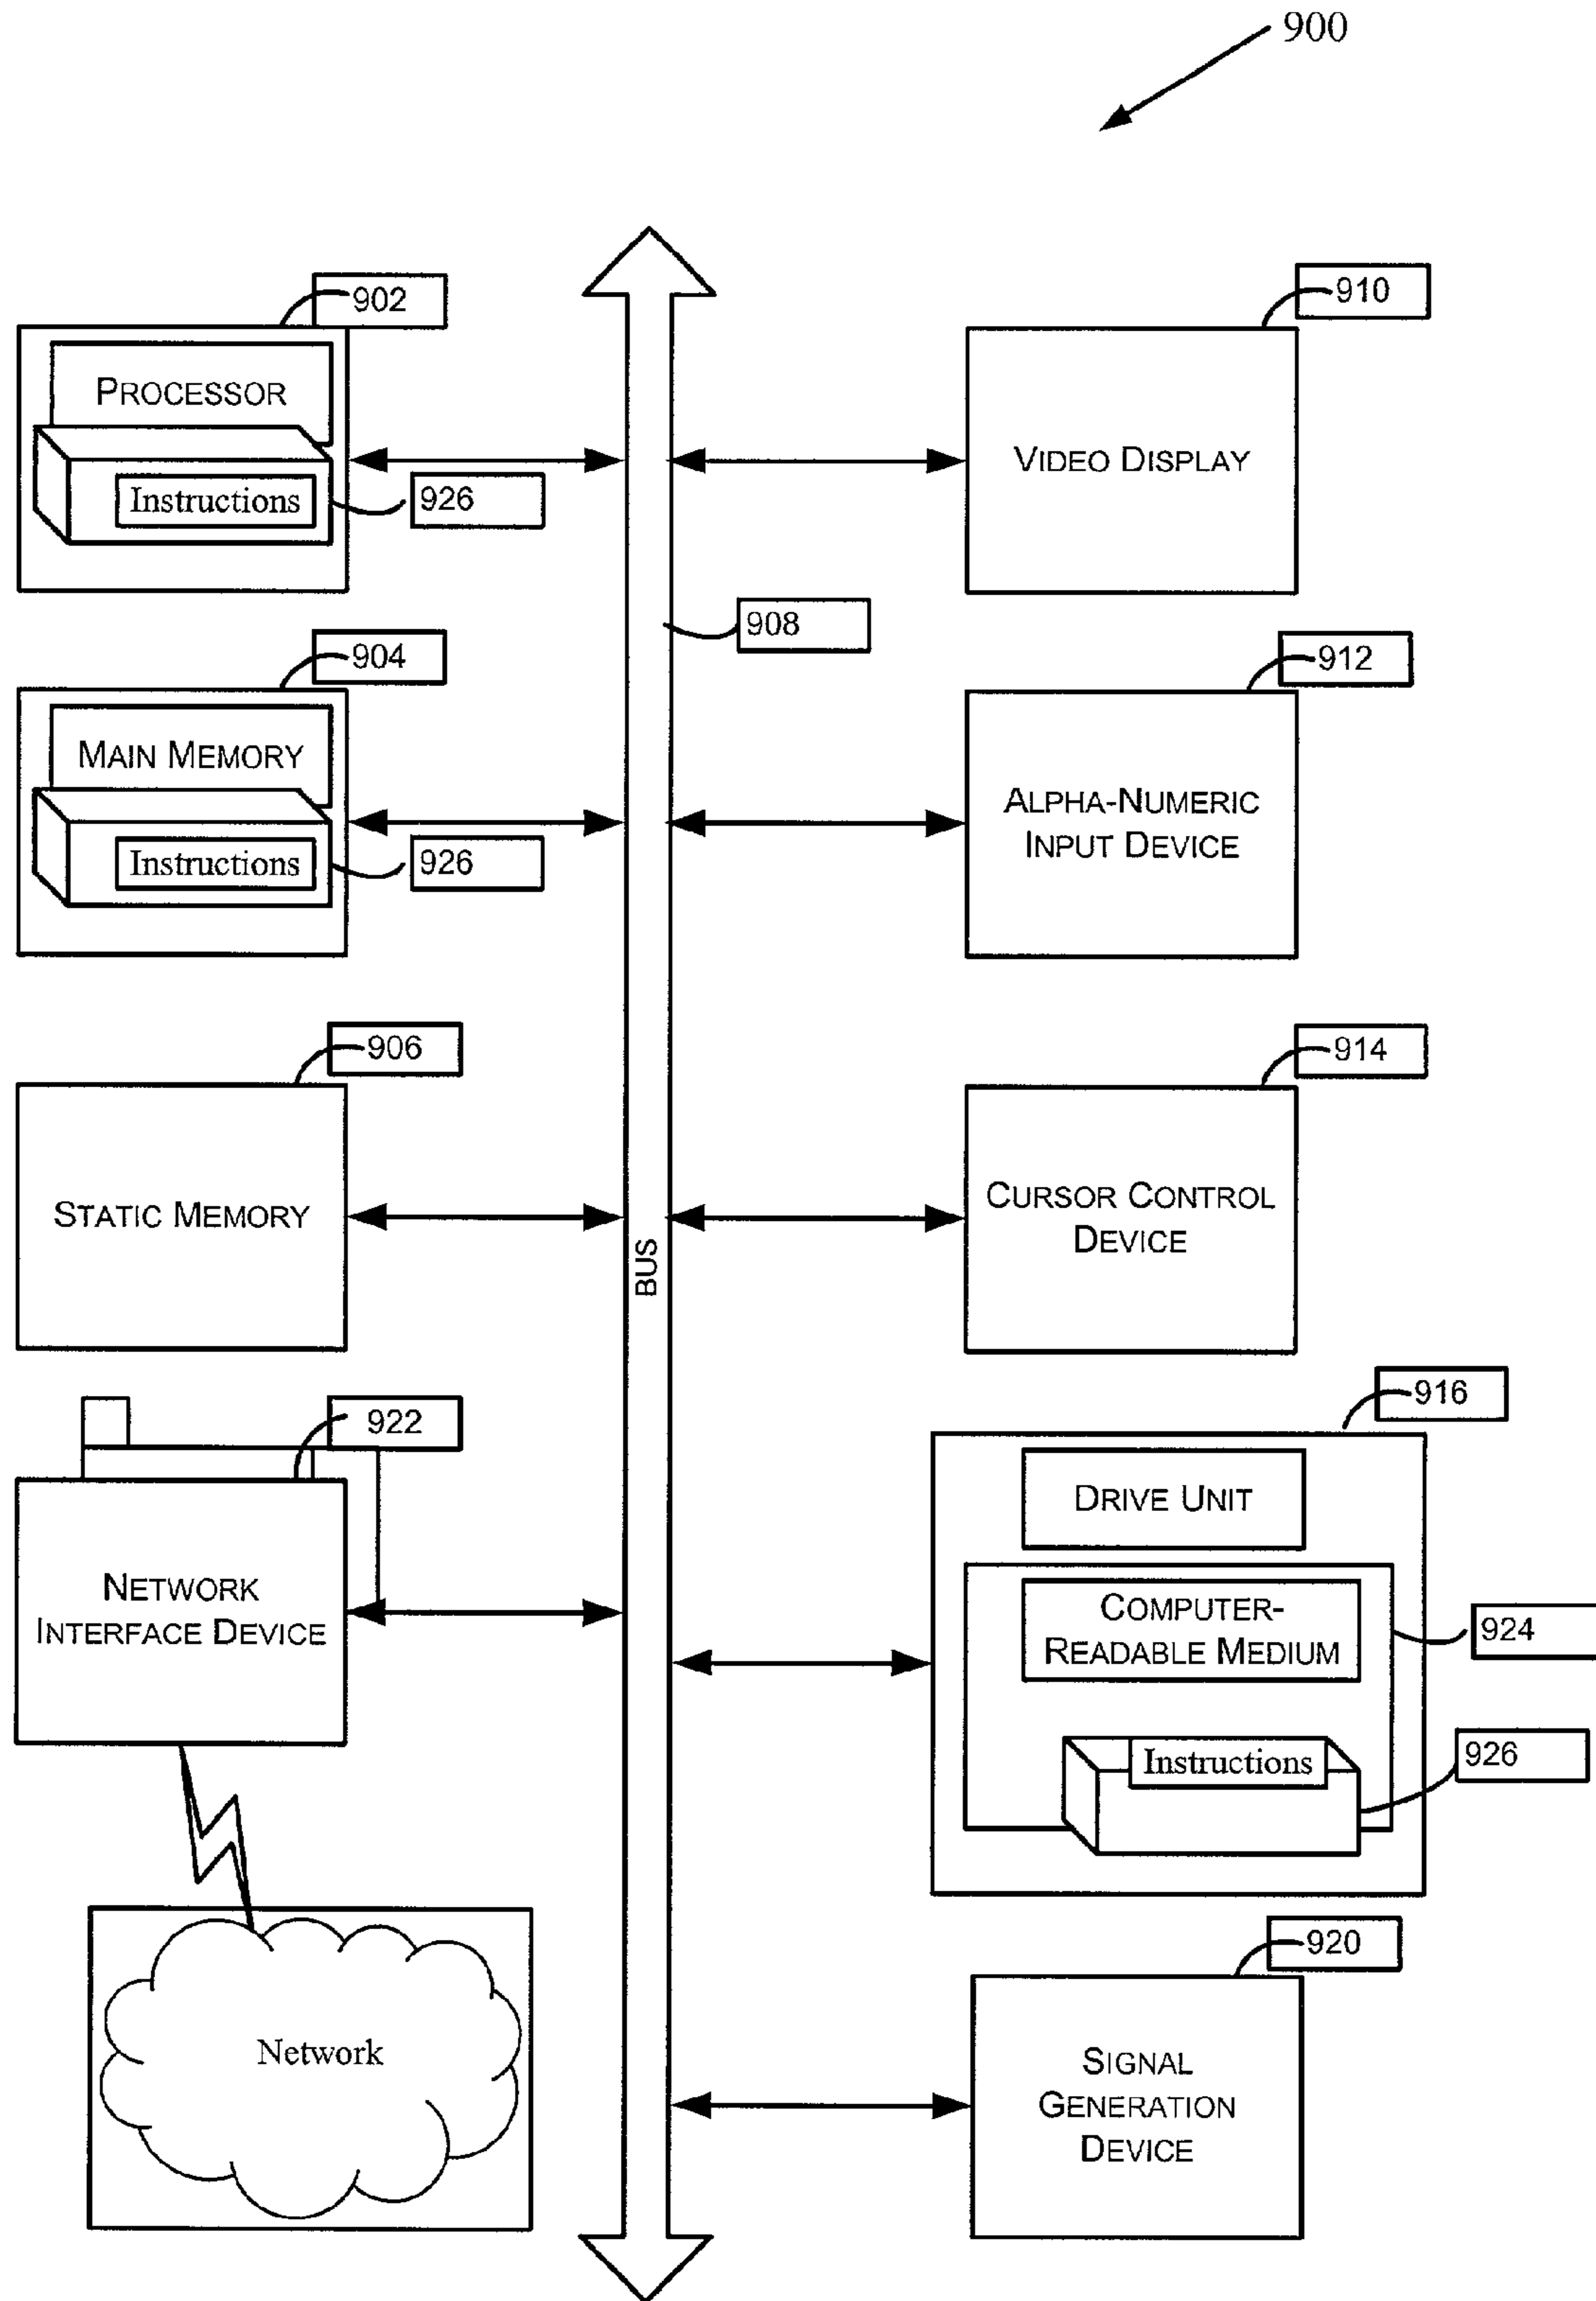 900
902
PROCESSOR
Instructions
926
910
VIDEO DISPLAY
908
904
MAIN MEMORY
Instructions
926
912
ALPHA-NUMERIC
INPUT DEVICE
906
STATIC MEMORY
BUS
914
CURSOR CONTROL
DEVICE
922
NETWORK
INTERFACE DEVICE
916
DRIVE UNIT
COMPUTER-
READABLE MEDIUM
924
Instructions
926
Network
920
SIGNAL
GENERATION
DEVICE